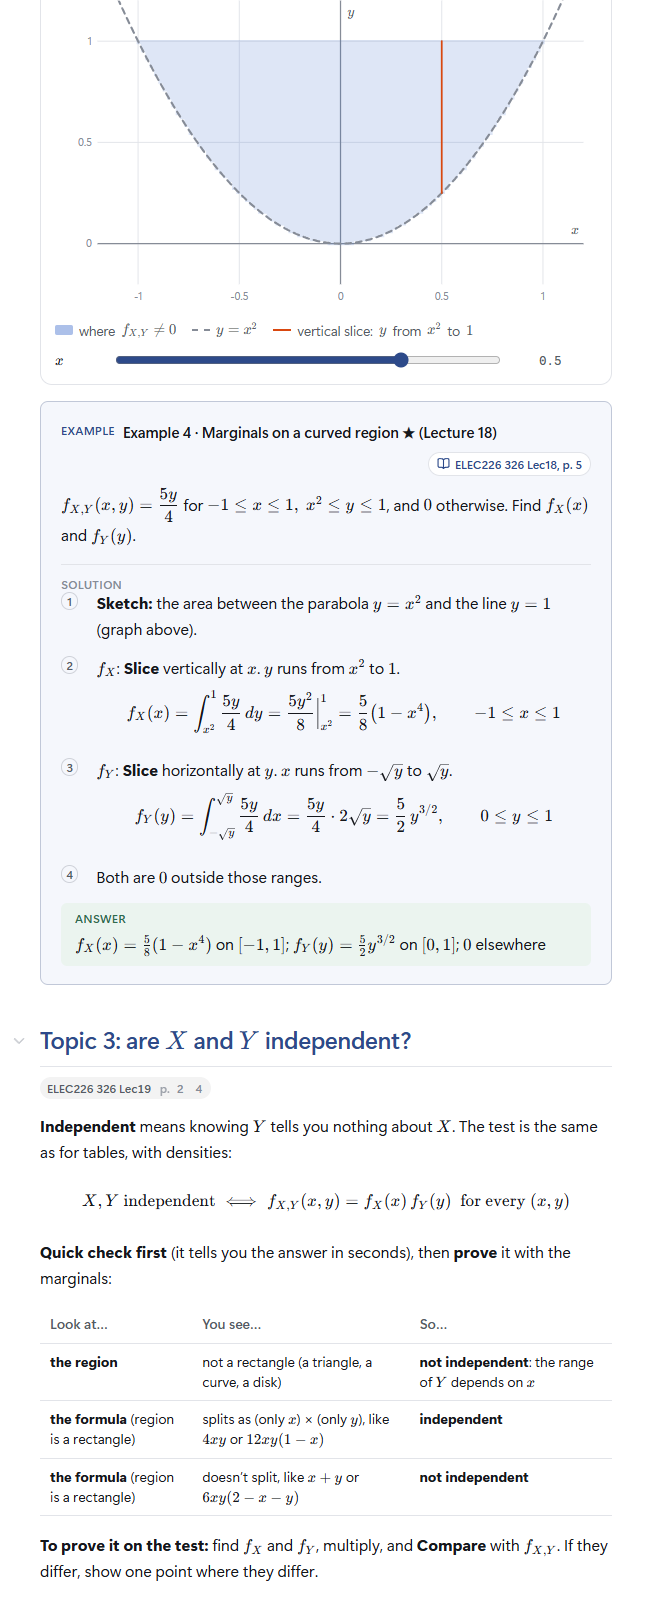 y
1
0.5
0
x
-1 -0.5 0 0.5 1
where f_{X,Y} ≠ 0 y = x² vertical slice: y from x² to 1
x 0.5
EXAMPLE Example 4 · Marginals on a curved region ★ (Lecture 18)
ELEC226 326 Lec18, p. 5
f_{X,Y}(x, y) = 5y/4 for −1 ≤ x ≤ 1, x² ≤ y ≤ 1, and 0 otherwise. Find f_X(x)
and f_Y(y).
SOLUTION
1 Sketch: the area between the parabola y = x² and the line y = 1
(graph above).
2 f_X: Slice vertically at x. y runs from x² to 1.
f_X(x) = ∫_{x²}^{1} 5y/4 dy = 5y²/8 |_{x²}^{1} = 5/8 (1 − x⁴), −1 ≤ x ≤ 1
3 f_Y: Slice horizontally at y. x runs from −√y to √y.
f_Y(y) = ∫_{−√y}^{√y} 5y/4 dx = 5y/4 · 2√y = 5/2 y^{3/2}, 0 ≤ y ≤ 1
4 Both are 0 outside those ranges.
ANSWER
f_X(x) = 5/8 (1 − x⁴) on [−1, 1]; f_Y(y) = 5/2 y^{3/2} on [0, 1]; 0 elsewhere
Topic 3: are X and Y independent?
ELEC226 326 Lec19 p. 2 4
Independent means knowing Y tells you nothing about X. The test is the same
as for tables, with densities:
X, Y independent ⟺ f_{X,Y}(x, y) = f_X(x) f_Y(y) for every (x, y)
Quick check first (it tells you the answer in seconds), then prove it with the
marginals:
Look at... You see... So...
the region not a rectangle (a triangle, a not independent: the range
curve, a disk) of Y depends on x
the formula (region splits as (only x) × (only y), like independent
is a rectangle) 4xy or 12xy(1 − x)
the formula (region doesn't split, like x + y or not independent
is a rectangle) 6xy(2 − x − y)
To prove it on the test: find f_X and f_Y, multiply, and Compare with f_{X,Y}. If they
differ, show one point where they differ.